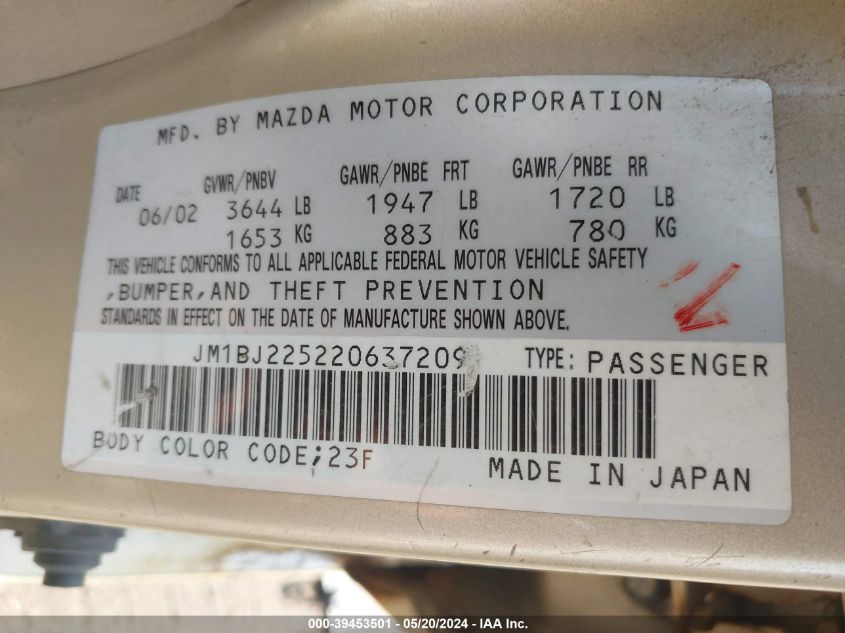 MFD. BY MAZDA MOTOR CORPORATION
DATE GVWR/PNBV GAWR/PNBE FRT GAWR/PNBE RR
06/02 3644 LB 1947 LB 1720 LB
1653 KG 883 KG 780 KG
THIS VEHICLE CONFORMS TO ALL APPLICABLE FEDERAL MOTOR VEHICLE SAFETY
,BUMPER,AND THEFT PREVENTION
STANDARDS IN EFFECT ON THE DATE OF MANUFACTURE SHOWN ABOVE.
JM1BJ225220637209 TYPE: PASSENGER
BODY COLOR CODE;23F
MADE IN JAPAN
000-39453501 - 05/20/2024 - IAA Inc.